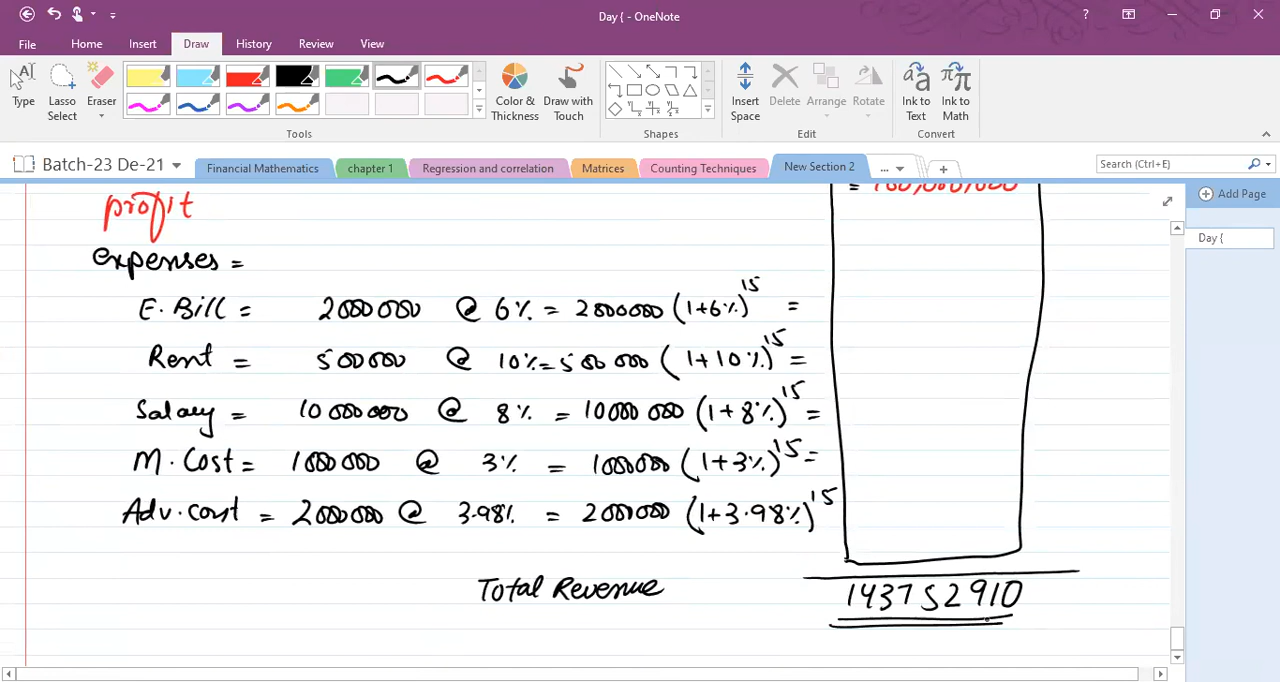 Day { - OneNote
?
File Home Insert Draw History Review View
Type
Lasso Select
Eraser
Color & Thickness
Draw with Touch
Insert Space
Delete
Arrange
Rotate
Ink to Text
Ink to Math
Tools
Shapes
Edit
Convert
Batch-23 De-21
Financial Mathematics
chapter 1
Regression and correlation
Matrices
Counting Techniques
New Section 2
...
Search (Ctrl+E)
Add Page
Day {
profit
expenses =
E. Bill = 2000000 @ 6% = 2000000 (1+6%)^15 =
Rent = 500000 @ 10% = 500000 (1+10%)^15 =
Salary = 10000000 @ 8% = 10000000 (1+8%)^15 =
M. Cost = 1000000 @ 3% = 1000000 (1+3%)^15 =
Adv. cost = 2000000 @ 3.98% = 2000000 (1+3.98%)^15
Total Revenue 143752910